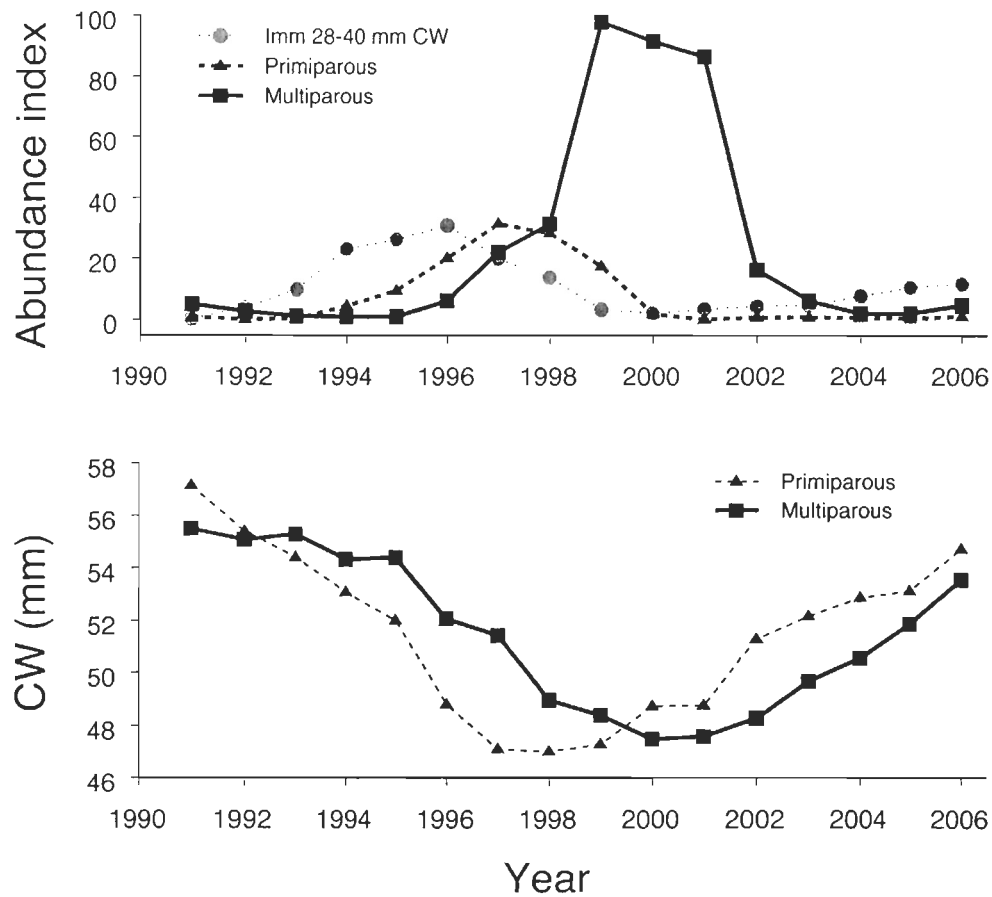 Abundance index
100
80
60
40
20
0
Imm 28-40 mm CW
Primiparous
Multiparous
1990 1992 1994 1996 1998 2000 2002 2004 2006
CW (mm)
58
56
54
52
50
48
46
Primiparous
Multiparous
1990 1992 1994 1996 1998 2000 2002 2004 2006
Year